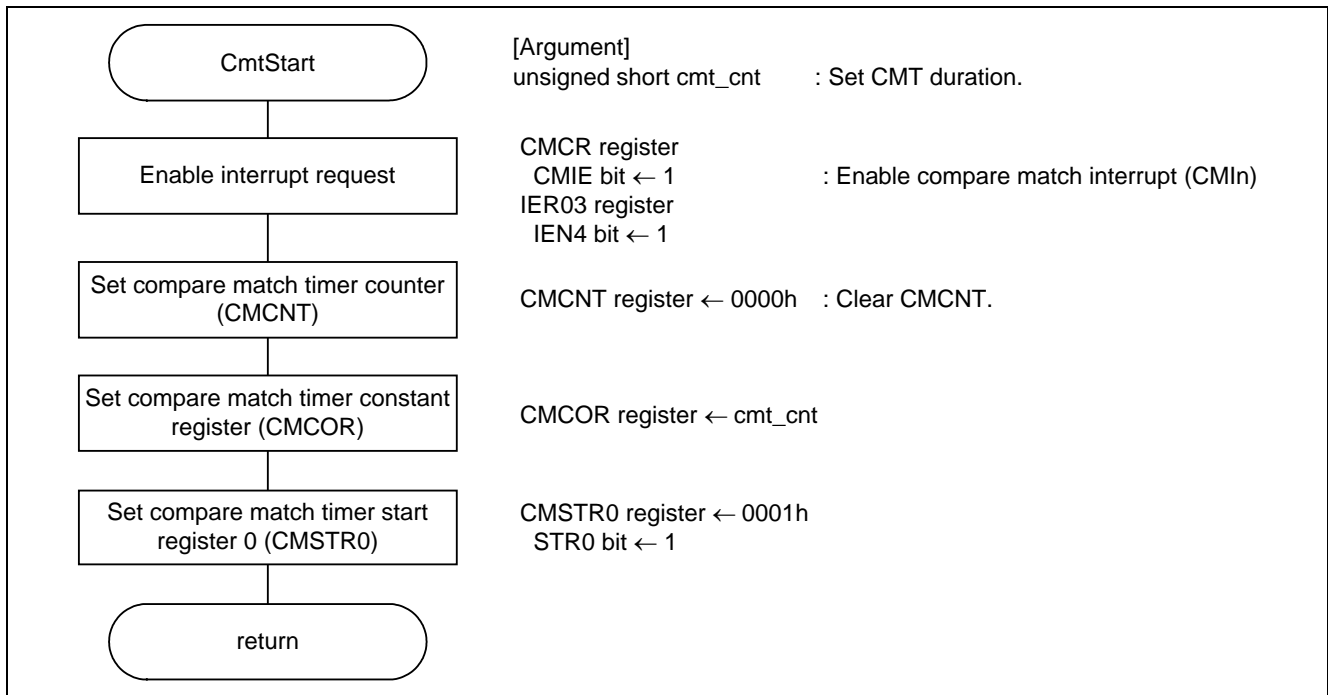 CmtStart
[Argument]
unsigned short cmt_cnt : Set CMT duration.
Enable interrupt request
CMCR register
CMIE bit ← 1 : Enable compare match interrupt (CMIn)
IER03 register
IEN4 bit ← 1
Set compare match timer counter
(CMCNT)
CMCNT register ← 0000h : Clear CMCNT.
Set compare match timer constant
register (CMCOR)
CMCOR register ← cmt_cnt
Set compare match timer start
register 0 (CMSTR0)
CMSTR0 register ← 0001h
STR0 bit ← 1
return